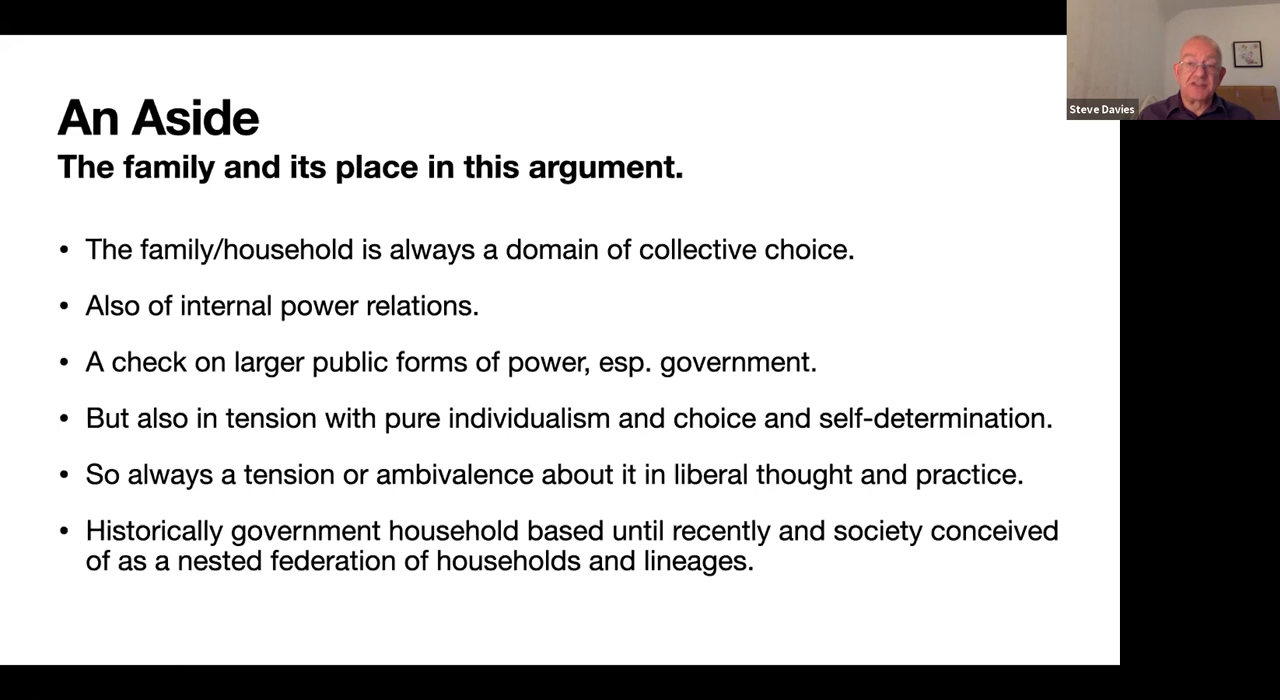 An Aside
The family and its place in this argument.
• The family/household is always a domain of collective choice.
• Also of internal power relations.
• A check on larger public forms of power, esp. government.
• But also in tension with pure individualism and choice and self-determination.
• So always a tension or ambivalence about it in liberal thought and practice.
• Historically government household based until recently and society conceived
of as a nested federation of households and lineages.
Steve Davies